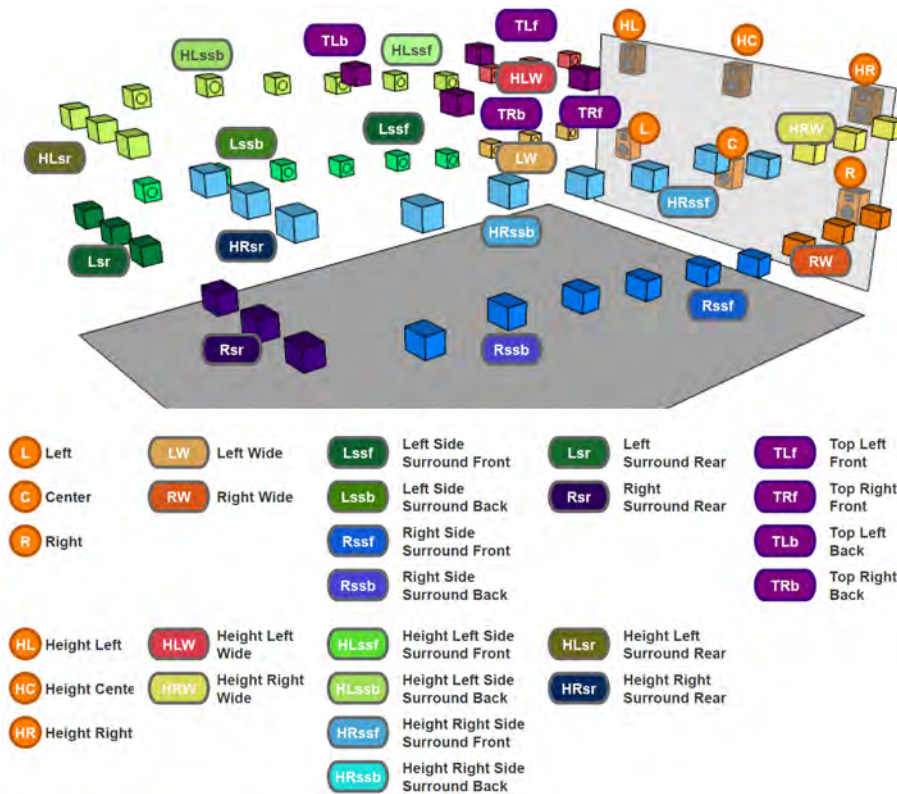 HL
HC
HR
TLf
TLb
HLssf
HLssb
HLW
TRb
TRf
L
HRW
Lssf
Lssb
LW
C
HLsr
R
HRssf
HRssb
HRsr
Lsr
RW
Rssf
Rssb
Rsr
L Left
LW Left Wide
Lssf Left Side
Surround Front
Lsr Left
Surround Rear
TLf Top Left
Front
C Center
RW Right Wide
Lssb Left Side
Surround Back
Rsr Right
Surround Rear
TRf Top Right
Front
R Right
Rssf Right Side
Surround Front
TLb Top Left
Back
Rssb Right Side
Surround Back
TRb Top Right
Back
HL Height Left
HLW Height Left
Wide
HLssf Height Left Side
Surround Front
HLsr Height Left
Surround Rear
HC Height Cente
HRW Height Right
Wide
HLssb Height Left Side
Surround Back
HRsr Height Right
Surround Rear
HR Height Right
HRssf Height Right Side
Surround Front
HRssb Height Right Side
Surround Back